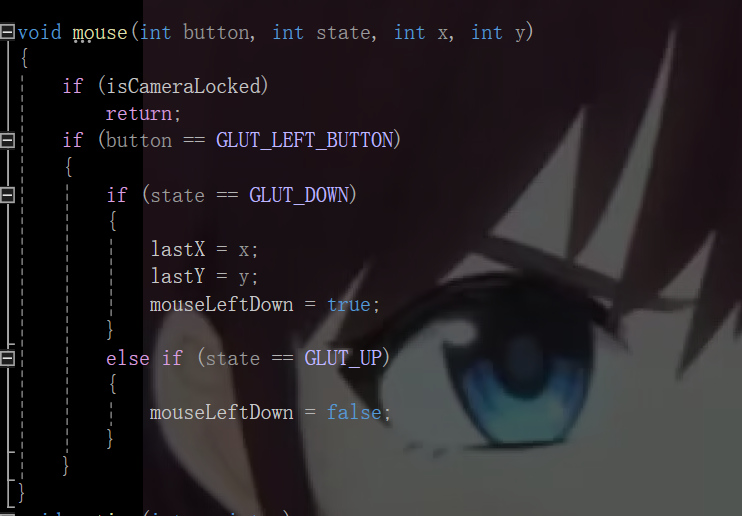 void mouse(int button, int state, int x, int y)
{
if (isCameraLocked)
return;
if (button == GLUT_LEFT_BUTTON)
{
if (state == GLUT_DOWN)
{
lastX = x;
lastY = y;
mouseLeftDown = true;
}
else if (state == GLUT_UP)
{
mouseLeftDown = false;
}
}
}